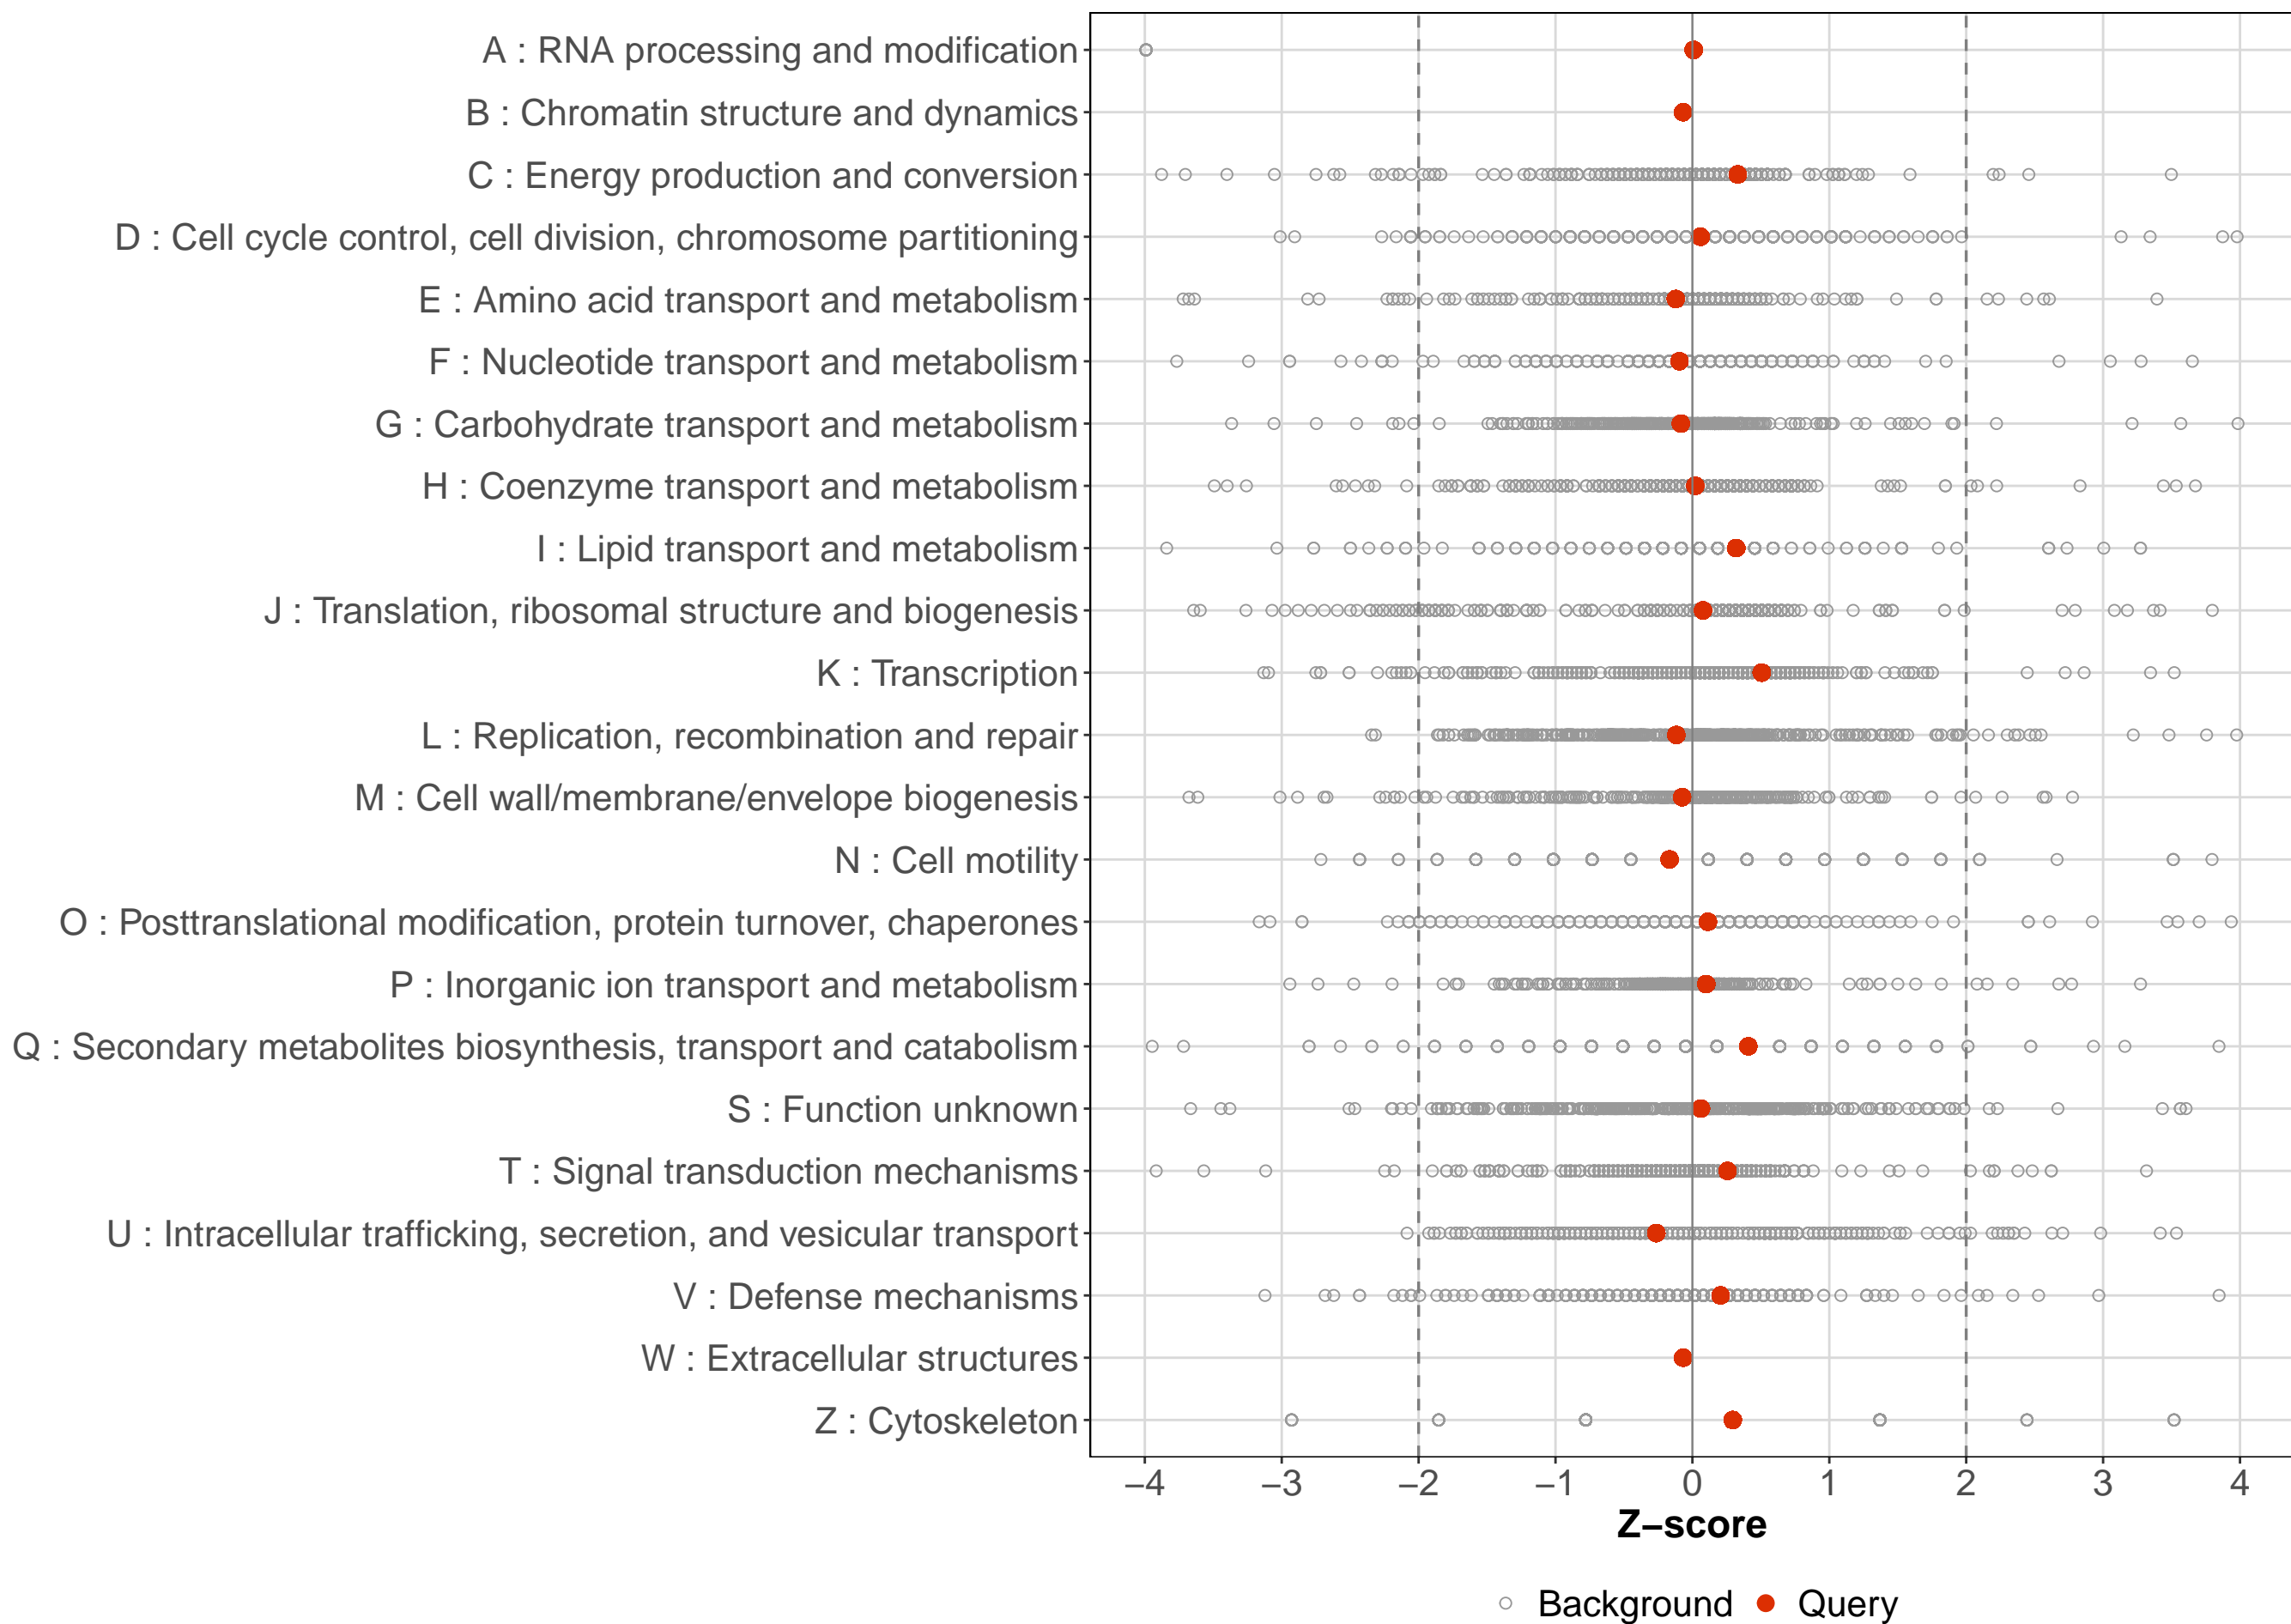 A : RNA processing and modification
B : Chromatin structure and dynamics
C : Energy production and conversion
D : Cell cycle control, cell division, chromosome partitioning
E : Amino acid transport and metabolism
F : Nucleotide transport and metabolism
G : Carbohydrate transport and metabolism
H : Coenzyme transport and metabolism
I : Lipid transport and metabolism
J : Translation, ribosomal structure and biogenesis
K : Transcription
L : Replication, recombination and repair
M : Cell wall/membrane/envelope biogenesis
N : Cell motility
O : Posttranslational modification, protein turnover, chaperones
P : Inorganic ion transport and metabolism
Q : Secondary metabolites biosynthesis, transport and catabolism
S : Function unknown
T : Signal transduction mechanisms
U : Intracellular trafficking, secretion, and vesicular transport
V : Defense mechanisms
W : Extracellular structures
Z : Cytoskeleton
−4 −3 −2 −1 0 1 2 3 4
Z−score
Background Query